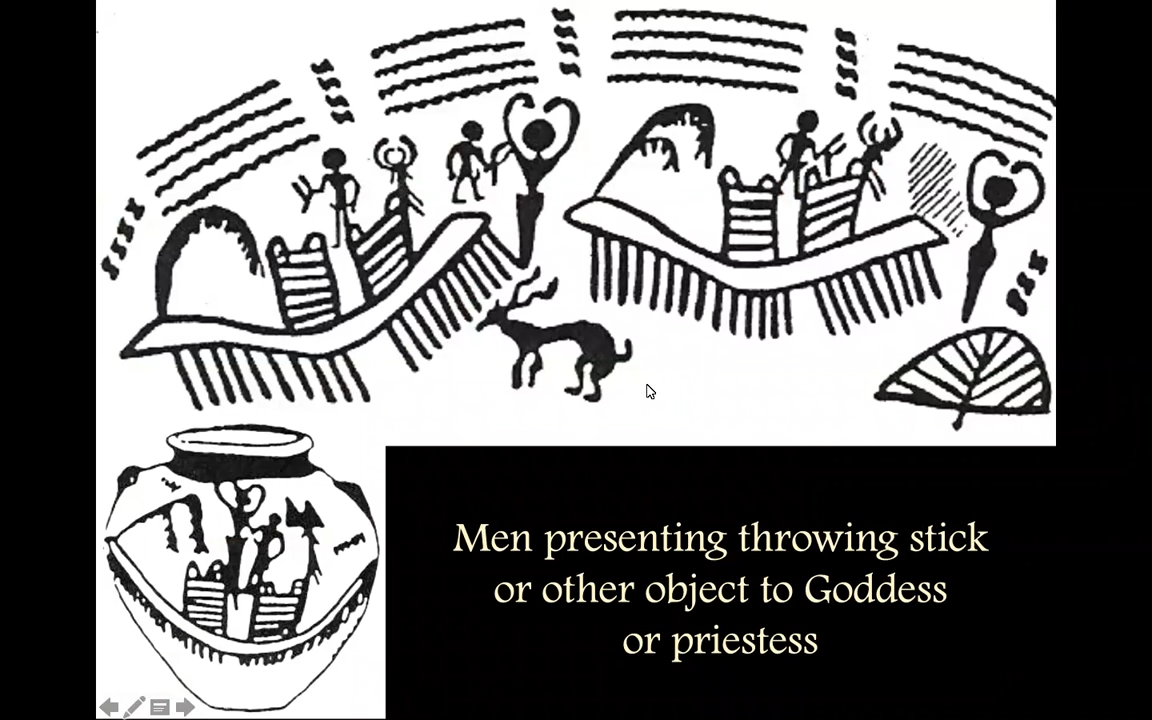 Men presenting throwing stick
or other object to Goddess
or priestess